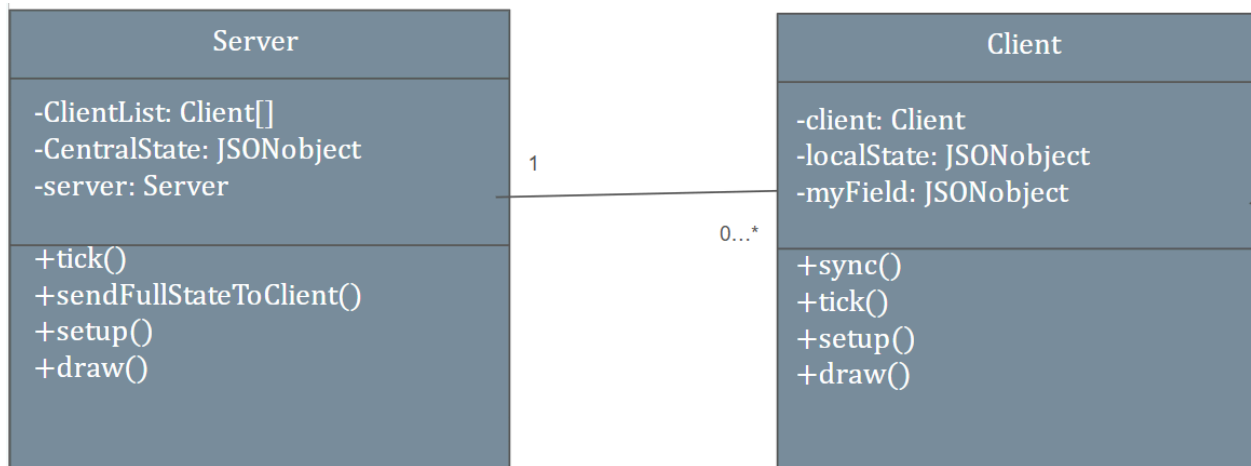 Server
-ClientList: Client[]
-CentralState: JSONobject
-server: Server
+tick()
+sendFullStateToClient()
+setup()
+draw()
1
0...*
Client
-client: Client
-localState: JSONobject
-myField: JSONobject
+sync()
+tick()
+setup()
+draw()